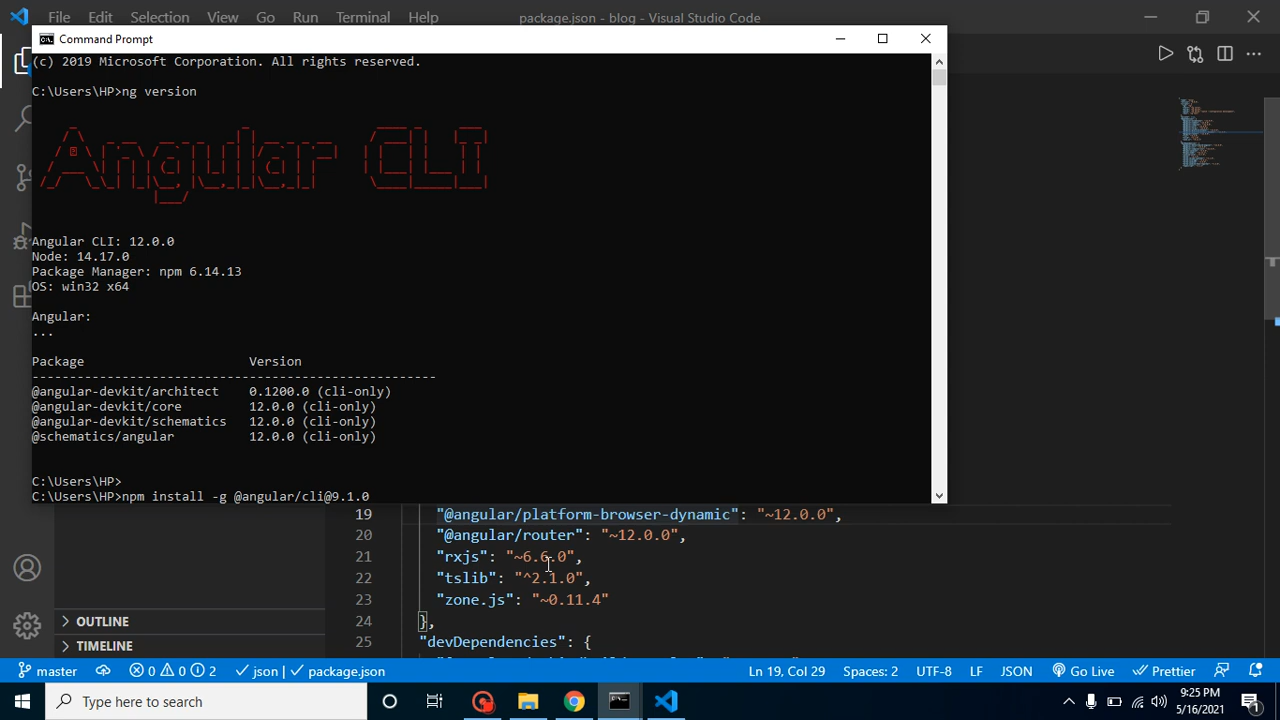 File Edit Selection View Go Run Terminal Help package.json - blog - Visual Studio Code
Command Prompt
(c) 2019 Microsoft Corporation. All rights reserved.
C:\Users\HP>ng version
Angular CLI
Angular CLI: 12.0.0
Node: 14.17.0
Package Manager: npm 6.14.13
OS: win32 x64
Angular:
...
Package Version
------------------------------------------------------
@angular-devkit/architect 0.1200.0 (cli-only)
@angular-devkit/core 12.0.0 (cli-only)
@angular-devkit/schematics 12.0.0 (cli-only)
@schematics/angular 12.0.0 (cli-only)
C:\Users\HP>
C:\Users\HP>npm install -g @angular/cli@9.1.0
19 "@angular/platform-browser-dynamic": "~12.0.0",
20 "@angular/router": "~12.0.0",
21 "rxjs": "~6.6.0",
22 "tslib": "^2.1.0",
23 "zone.js": "~0.11.4"
24 },
25 "devDependencies": {
OUTLINE
TIMELINE
master 0 0 2 json | package.json Ln 19, Col 29 Spaces: 2 UTF-8 LF JSON Go Live Prettier
Type here to search
9:25 PM
5/16/2021
1